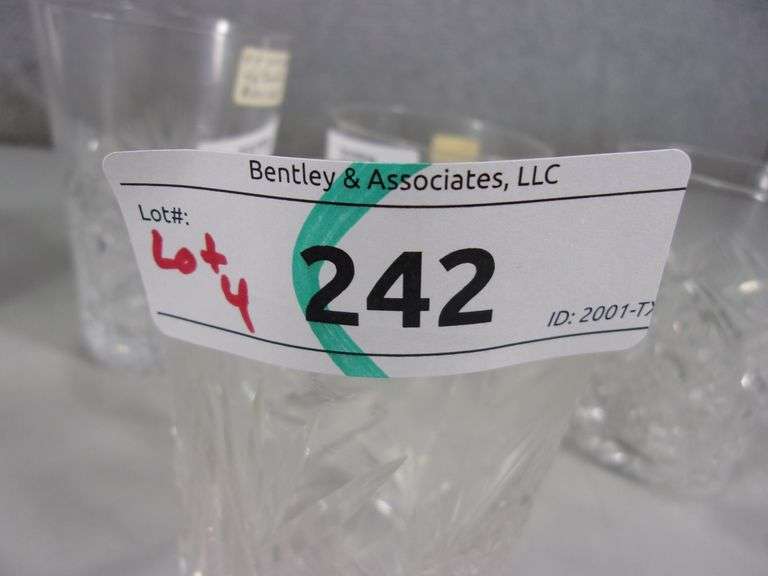 Bentley & Associates, LLC
Lot#:
Lot 4
242
ID: 2001-TX